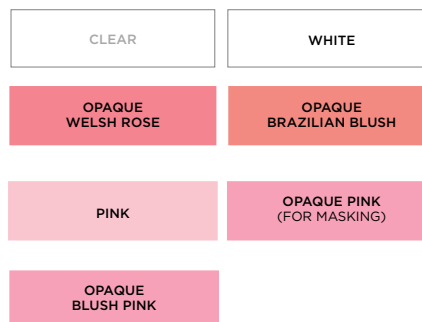 CLEAR
WHITE
OPAQUE
WELSH ROSE
OPAQUE
BRAZILIAN BLUSH
PINK
OPAQUE PINK
(FOR MASKING)
OPAQUE
BLUSH PINK